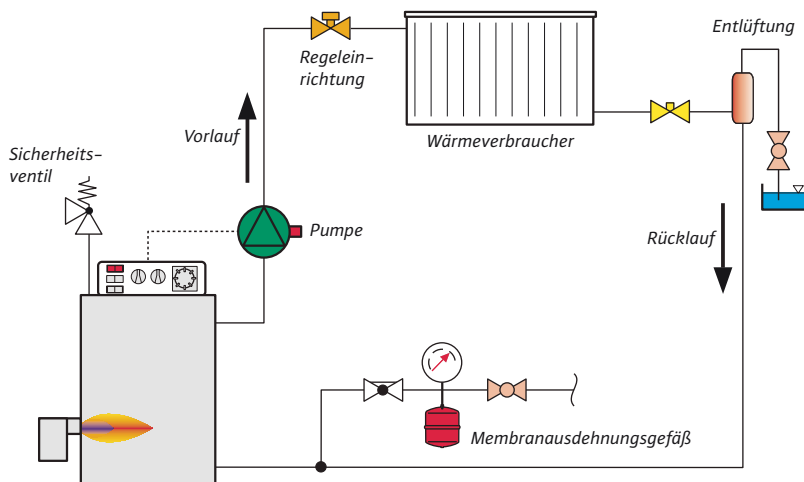 Entlüftung
Regelein-
richtung
Vorlauf
Wärmeverbraucher
Sicherheits-
ventil
Pumpe
Rücklauf
Membranausdehnungsgefäß